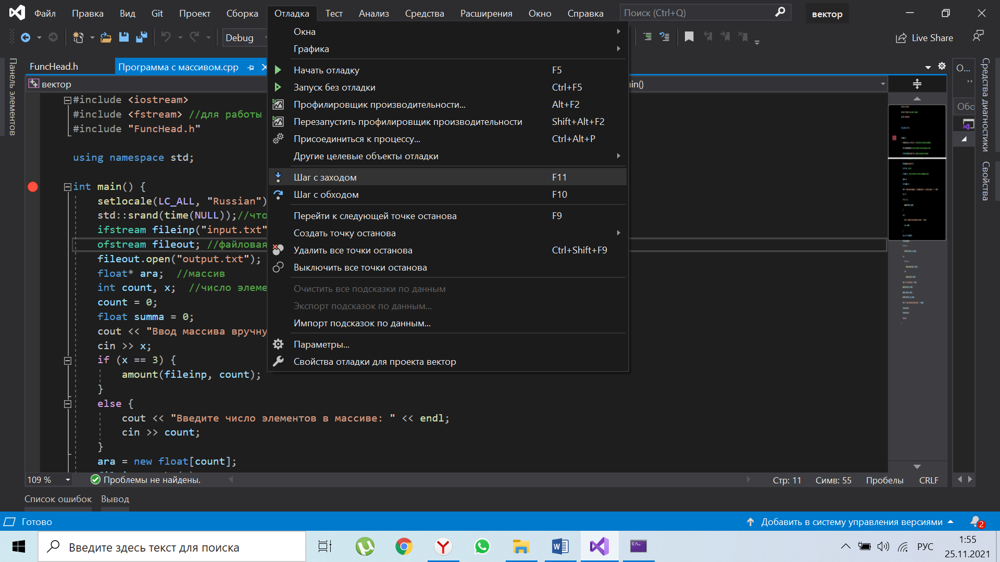 Файл Правка Вид Git Проект Сборка Отладка Тест Анализ Средства Расширения Окно Справка Поиск (Ctrl+Q) вектор
Debug Live Share
Окна
Графика
Начать отладку F5
Запуск без отладки Ctrl+F5
Профилировщик производительности... Alt+F2
Перезапустить профилировщик производительности Shift+Alt+F2
Присоединиться к процессу... Ctrl+Alt+P
Другие целевые объекты отладки
Шаг с заходом F11
Шаг с обходом F10
Перейти к следующей точке останова F9
Создать точку останова
Удалить все точки останова Ctrl+Shift+F9
Выключить все точки останова
Очистить все подсказки по данным
Экспорт подсказок по данным...
Импорт подсказок по данным...
Параметры...
Свойства отладки для проекта вектор
Панель элементов
FuncHead.h Программа с массивом.cpp
вектор ain()
#include <iostream>
#include <fstream> //для работы
#include "FuncHead.h"
using namespace std;
int main() {
setlocale(LC_ALL, "Russian")
std::srand(time(NULL));//что
ifstream fileinp("input.txt"
ofstream fileout; //файловая
fileout.open("output.txt");
float* ara; //массив
int count, x; //число элеме
count = 0;
float summa = 0;
cout << "Ввод массива вручну
cin >> x;
if (x == 3) {
amount(fileinp, count);
}
else {
cout << "Введите число элементов в массиве: " << endl;
cin >> count;
}
ara = new float[count];
О...
Обо
Средства диагностики
Свойства
109 % Проблемы не найдены. Стр: 11 Симв: 55 Пробелы CRLF
Список ошибок Вывод
Готово Добавить в систему управления версиями 2
Введите здесь текст для поиска РУС 1:55
25.11.2021